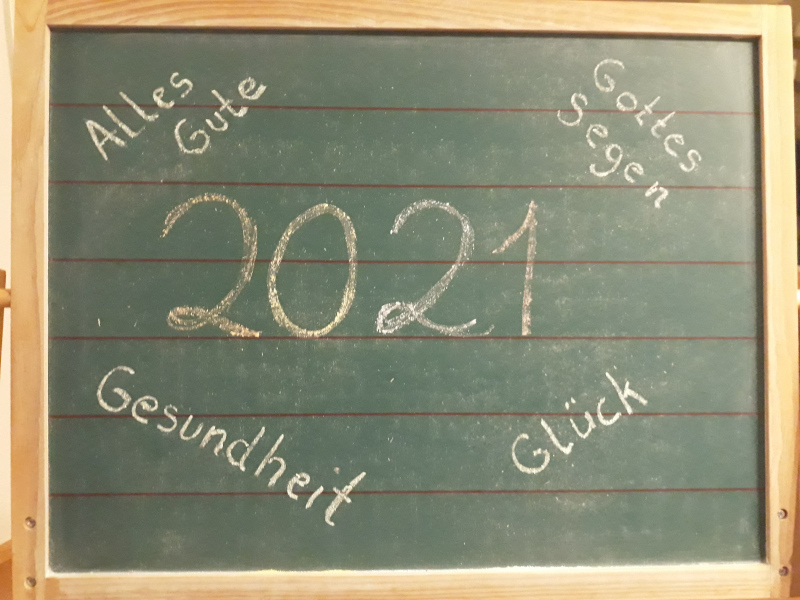 Alles
Gute
Gottes
Segen
2021
Gesundheit
Glück